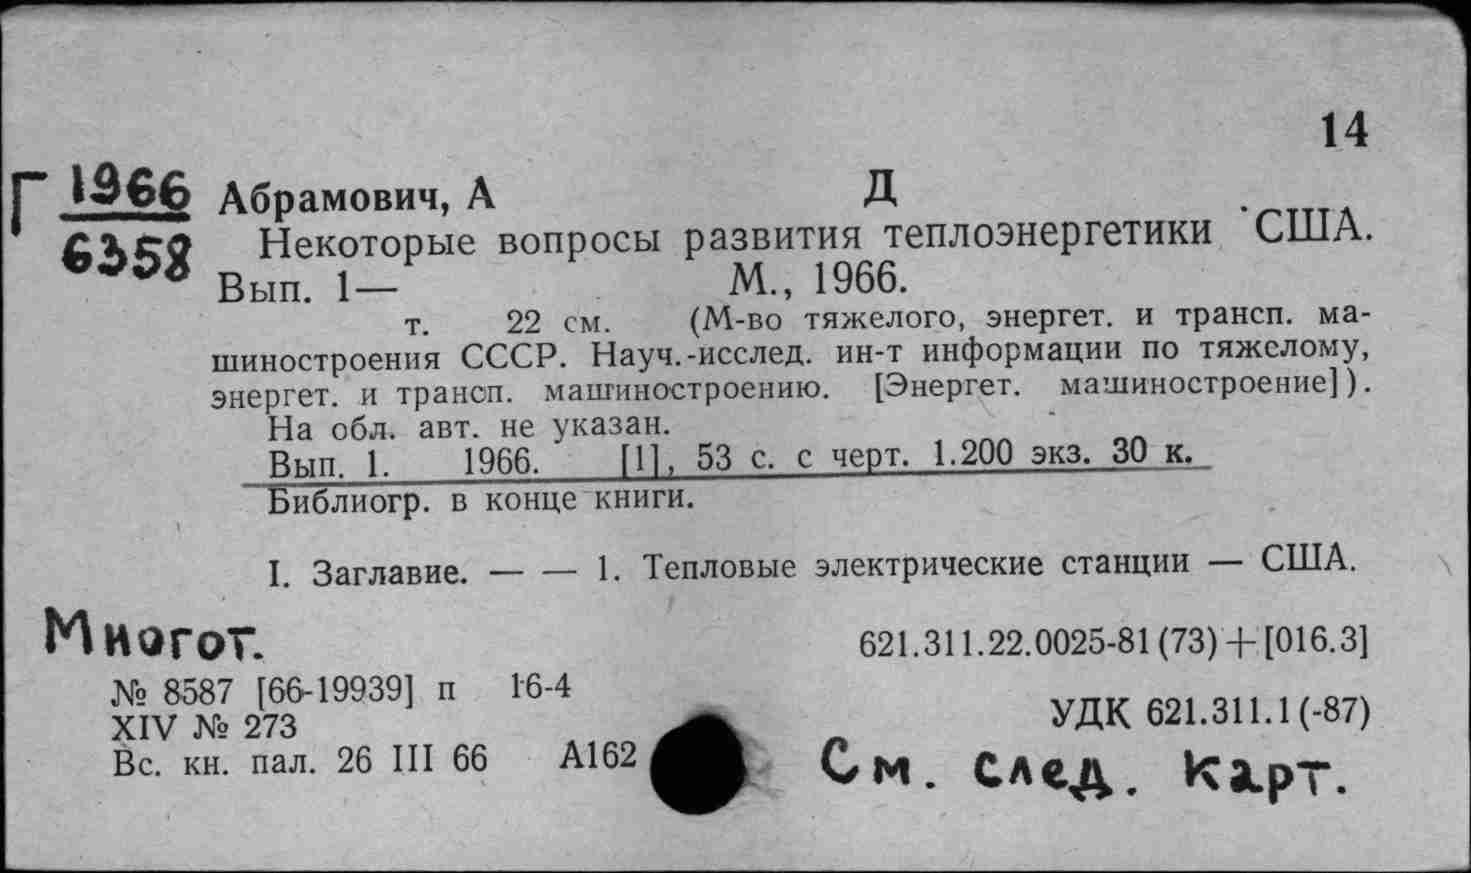 14
Г 1966 Абрамович, А Д
6358 Некоторые вопросы развития теплоэнергетики США.
Вып. 1— М., 1966.
т. 22 см. (М-во тяжелого, энергет. и трансп. ма-
шиностроения СССР. Науч.-исслед. ин-т информации по тяжелому,
энергет. и трансп. машиностроению. [Энергет. машиностроение]).
На обл. авт. не указан.
Вып. 1. 1966. [1], 53 с. с черт. 1.200 экз. 30 к.
Библиогр. в конце книги.
I. Заглавие. — — 1. Тепловые электрические станции — США.
Многот.
621.311.22.0025-81(73)+[016.3]
№ 8587 [66-19939] п 16-4
УДК 621.311.1(-87)
XIV № 273
Вс. кн. пал. 26 III 66 А162
См. след. карт.